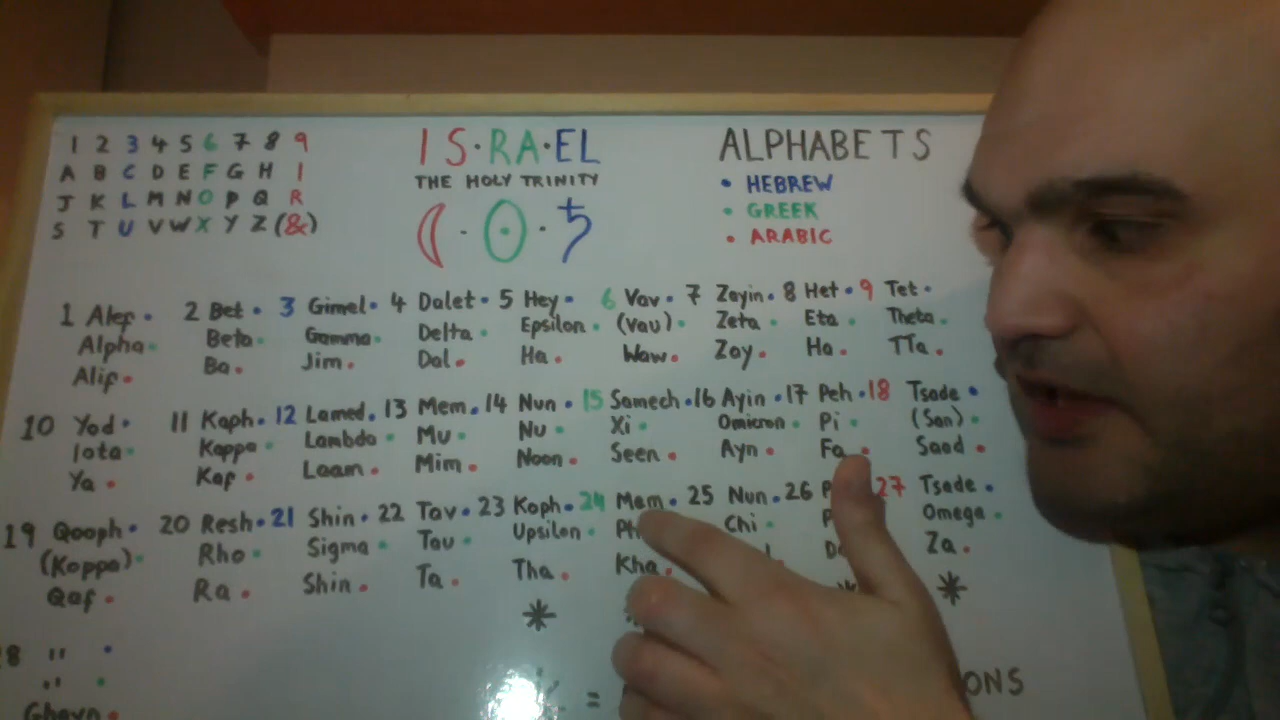 1 2 3 4 5 6 7 8 9
A B C D E F G H I
J K L M N O P Q R
S T U V W X Y Z (&)
IS·RA·EL
THE HOLY TRINITY
ALPHABETS
• HEBREW
• GREEK
• ARABIC
1 Alef • 2 Bet • 3 Gimel • 4 Dalet • 5 Hey • 6 Vav • 7 Zayin • 8 Het • 9 Tet •
Alpha • Beta • Gamma • Delta • Epsilon • (Vau) • Zeta • Eta • Theta •
Alif • Ba • Jim • Dal • Ha • Waw • Zay • Ha • TTa •
10 Yod • 11 Kaph • 12 Lamed • 13 Mem • 14 Nun • 15 Samech • 16 Ayin • 17 Peh • 18 Tsade •
Iota • Kappa • Lambda • Mu • Nu • Xi • Omicron • Pi • (San) •
Ya • Kaf • Laam • Mim • Noon • Seen • Ayn • Fa • Saad •
19 Qooph • 20 Resh • 21 Shin • 22 Tav • 23 Koph • 24 Mem • 25 Nun • 26 27 Tsade •
(Koppa) • Rho • Sigma • Tau • Upsilon • Chi • Omega •
Qaf • Ra • Shin • Ta • Tha • Kha • Za •
* *
8 " •
" •
Ghayn •
=